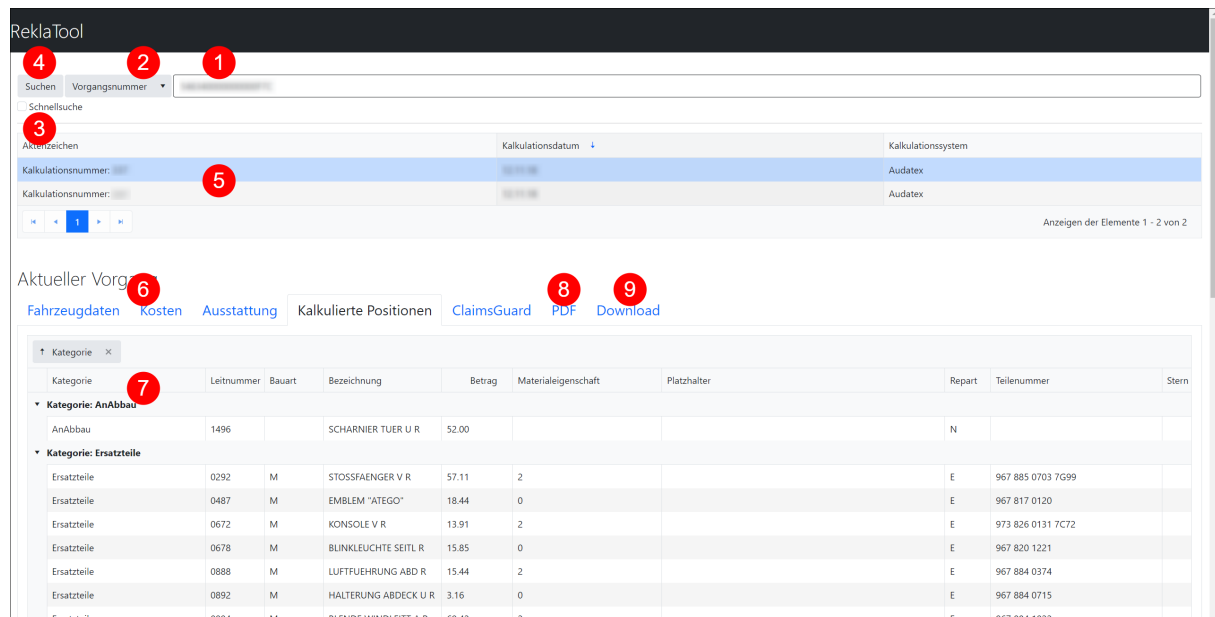 ReklaTool
4 2 1
Suchen Vorgangsnummer
Schnellsuche
3
Aktenzeichen Kalkulationsdatum ↓ Kalkulationssystem
Kalkulationsnummer: Audatex
5
Kalkulationsnummer: Audatex
1 Anzeigen der Elemente 1 - 2 von 2
Aktueller Vorgang
6 8 9
Fahrzeugdaten Kosten Ausstattung Kalkulierte Positionen ClaimsGuard PDF Download
↑ Kategorie ×
Kategorie Leitnummer Bauart Bezeichnung Betrag Materialeigenschaft Platzhalter Repart Teilenummer Stern
7
Kategorie: AnAbbau
AnAbbau 1496 SCHARNIER TUER U R 52.00 N
Kategorie: Ersatzteile
Ersatzteile 0292 M STOSSFAENGER V R 57.11 2 E 967 885 0703 7G99
Ersatzteile 0487 M EMBLEM "ATEGO" 18.44 0 E 967 817 0120
Ersatzteile 0672 M KONSOLE V R 13.91 2 E 973 826 0131 7C72
Ersatzteile 0678 M BLINKLEUCHTE SEITL R 15.85 0 E 967 820 1221
Ersatzteile 0888 M LUFTFUEHRUNG ABD R 15.44 2 E 967 884 0374
Ersatzteile 0892 M HALTERUNG ABDECK U R 3.16 0 E 967 884 0715